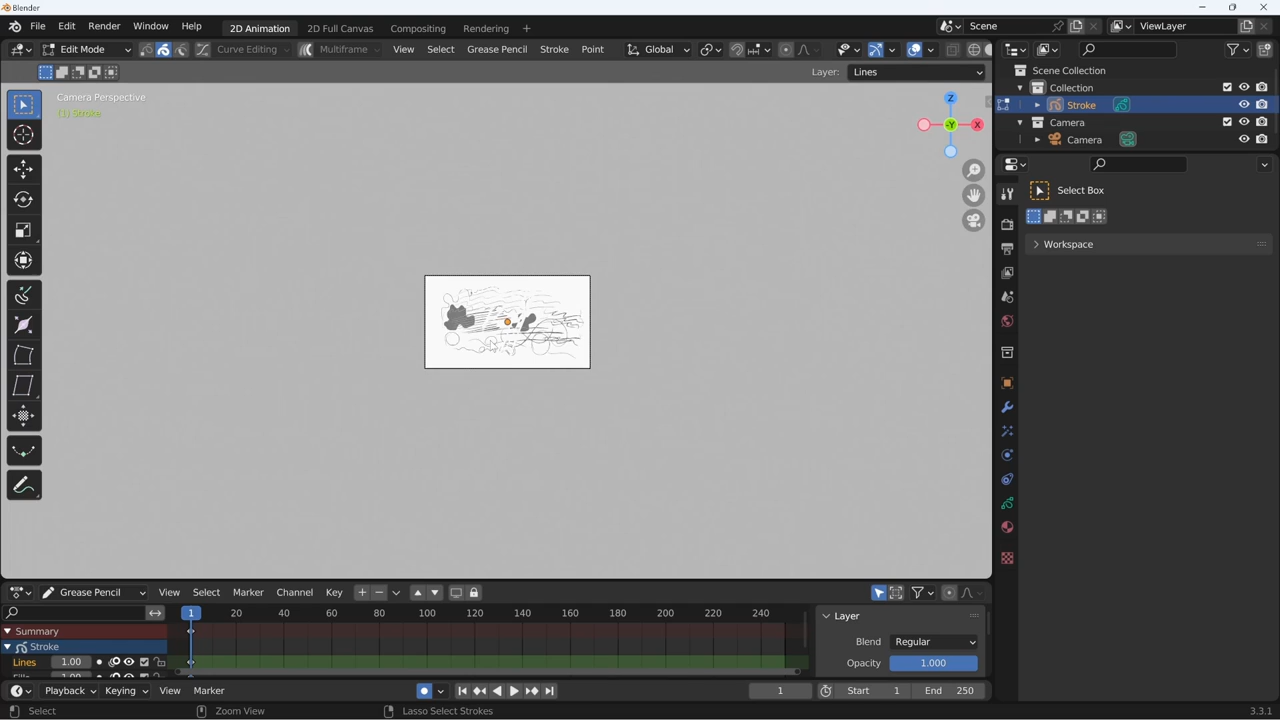 Blender
File Edit Render Window Help 2D Animation 2D Full Canvas Compositing Rendering + Scene ViewLayer
Edit Mode Curve Editing Multiframe View Select Grease Pencil Stroke Point Global
Layer: Lines
Camera Perspective
(1) Stroke
Z
-Y X
Scene Collection
Collection
Stroke
Camera
Camera
Select Box
Workspace
Grease Pencil View Select Marker Channel Key
1 20 40 60 80 100 120 140 160 180 200 220 240
Summary
Stroke
Lines 1.00
Layer
Blend Regular
Opacity 1.000
Playback Keying View Marker 1 Start 1 End 250
Select Zoom View Lasso Select Strokes 3.3.1